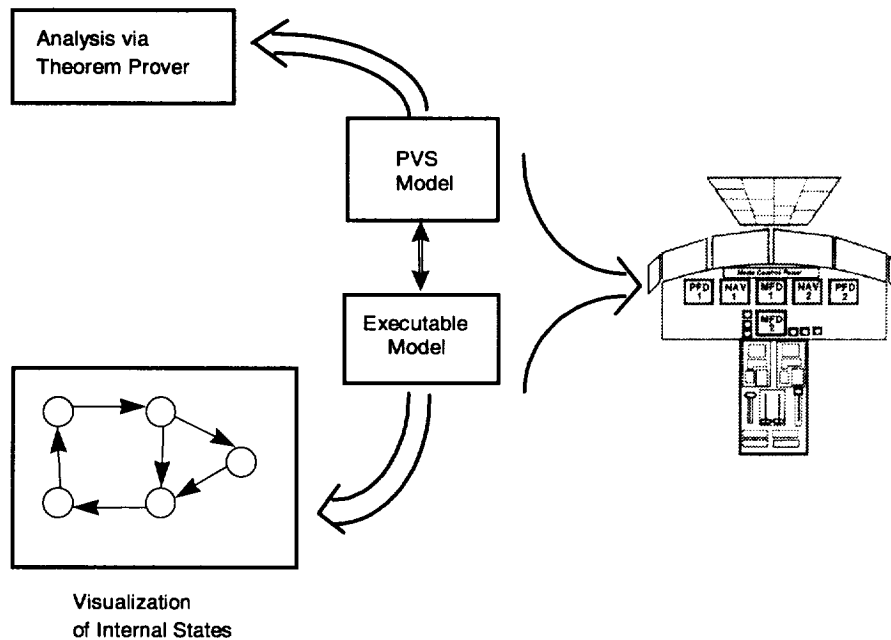 Analysis via
Theorem Prover
PVS
Model
Executable
Model
Mode Control Panel
PFD
1
NAV
1
MFD
1
NAV
2
PFD
2
MFD
2
Visualization
of Internal States